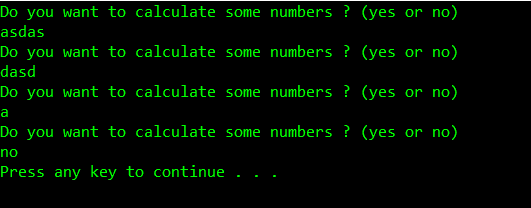 Do you want to calculate some numbers ? (yes or no)
asdas
Do you want to calculate some numbers ? (yes or no)
dasd
Do you want to calculate some numbers ? (yes or no)
a
Do you want to calculate some numbers ? (yes or no)
no
Press any key to continue . . .